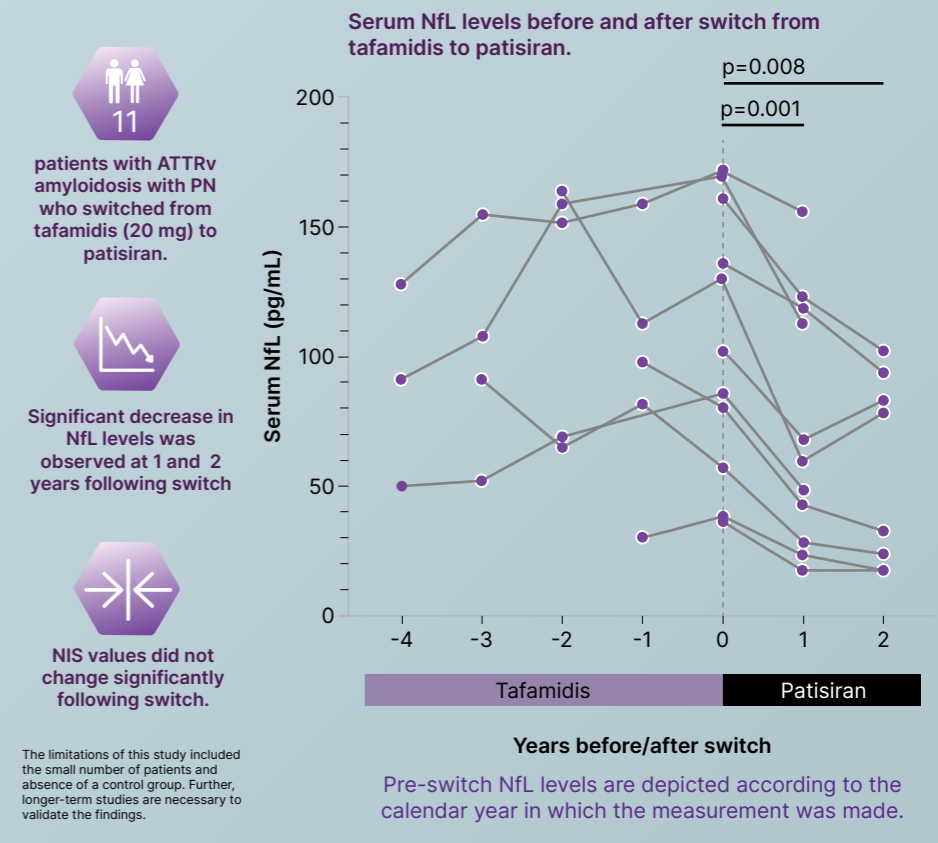 Serum NfL levels before and after switch from
tafamidis to patisiran.
11
patients with ATTRv
amyloidosis with PN
who switched from
tafamidis (20 mg) to
patisiran.
Significant decrease in
NfL levels was
observed at 1 and 2
years following switch
NIS values did not
change significantly
following switch.
The limitations of this study included
the small number of patients and
absence of a control group. Further,
longer-term studies are necessary to
validate the findings.
p=0.008
p=0.001
Serum NfL (pg/mL)
200
150
100
50
0
-4 -3 -2 -1 0 1 2
Tafamidis Patisiran
Years before/after switch
Pre-switch NfL levels are depicted according to the
calendar year in which the measurement was made.